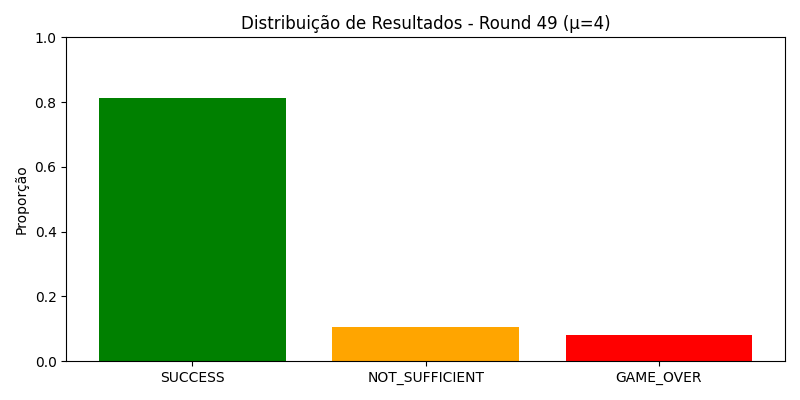 Distribuição de Resultados - Round 49 (μ=4)
Proporção
1.0
0.8
0.6
0.4
0.2
0.0
SUCCESS
NOT_SUFFICIENT
GAME_OVER